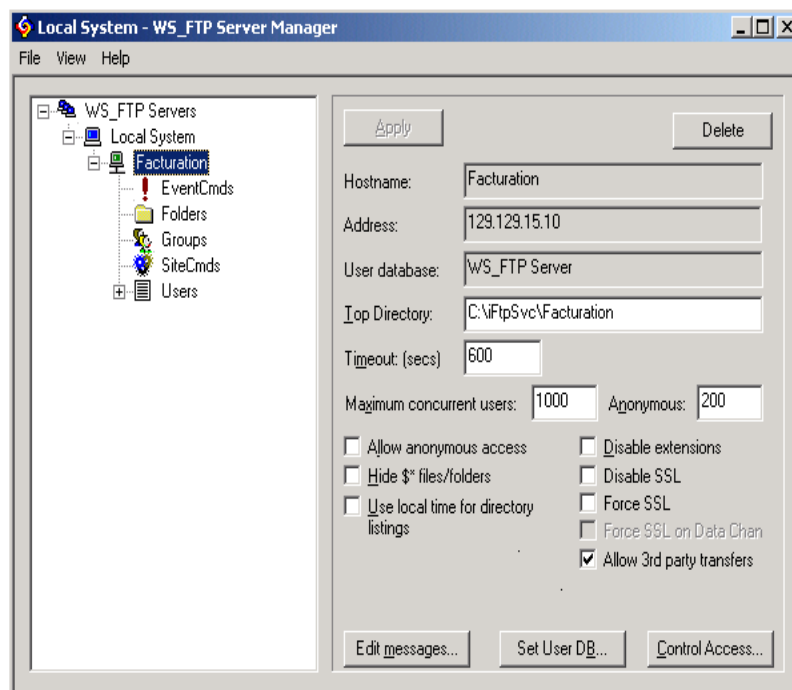 Local System - WS_FTP Server Manager
File View Help
WS_FTP Servers
Local System
Facturation
EventCmds
Folders
Groups
SiteCmds
Users
Apply
Delete
Hostname: Facturation
Address: 129.129.15.10
User database: WS_FTP Server
Top Directory: C:\iFtpSvc\Facturation
Timeout: (secs) 600
Maximum concurrent users: 1000 Anonymous: 200
Allow anonymous access
Hide $* files/folders
Use local time for directory
listings
Disable extensions
Disable SSL
Force SSL
Force SSL on Data Chan
Allow 3rd party transfers
Edit messages... Set User DB... Control Access...